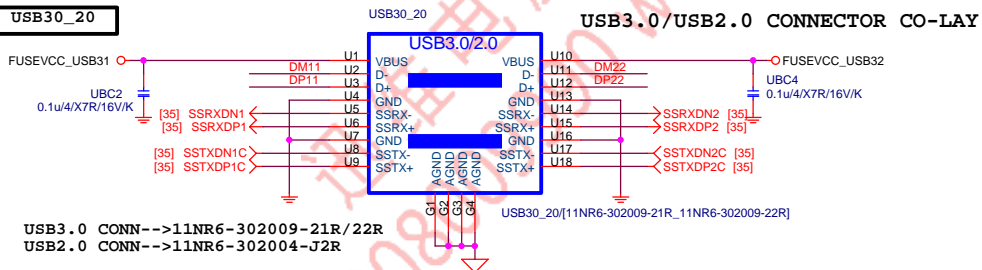 USB30_20
USB30_20
USB3.0/USB2.0 CONNECTOR CO-LAY
USB3.0/2.0
FUSEVCC_USB31
U1 VBUS VBUS U10
FUSEVCC_USB32
DM11 U2 D- D- U11 DM22
DP11 U3 D+ D+ U12 DP22
UBC2
0.1u/4/X7R/16V/K
UBC4
0.1u/4/X7R/16V/K
U4 GND GND U13
[35] SSRXDN1 U5 SSRX- SSRX- U14 SSRXDN2 [35]
[35] SSRXDP1 U6 SSRX+ SSRX+ U15 SSRXDP2 [35]
U7 GND GND U16
[35] SSTXDN1C U8 SSTX- SSTX- U17 SSTXDN2C [35]
[35] SSTXDP1C U9 SSTX+ SSTX+ U18 SSTXDP2C [35]
AGND AGND AGND AGND
G1 G2 G3 G4
USB30_20/[11NR6-302009-21R_11NR6-302009-22R]
USB3.0 CONN-->11NR6-302009-21R/22R
USB2.0 CONN-->11NR6-302004-J2R